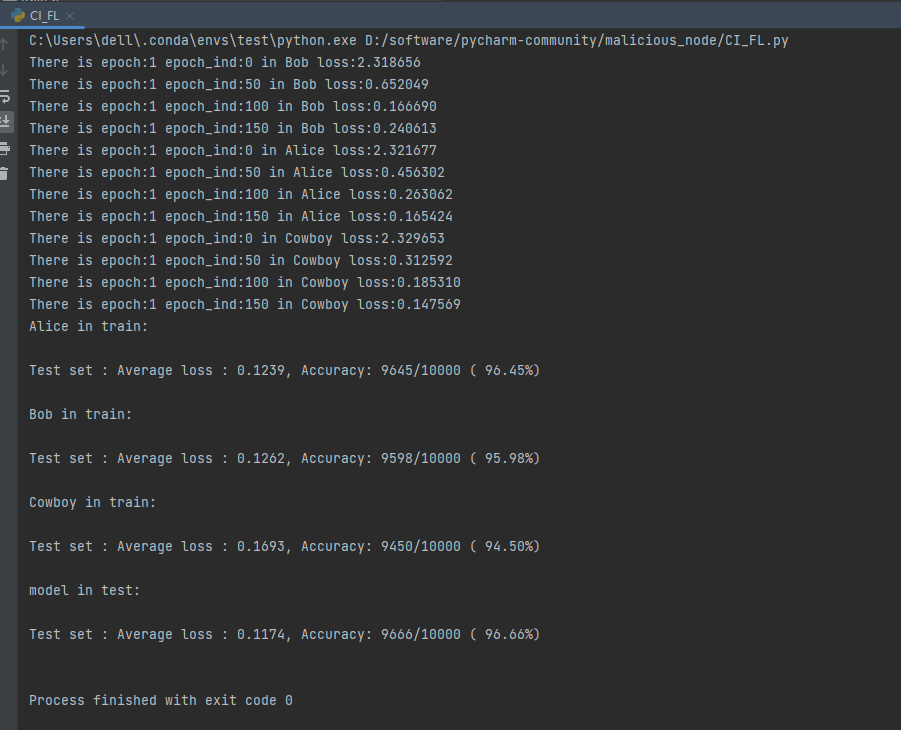 CI_FL
C:\Users\dell\.conda\envs\test\python.exe D:/software/pycharm-community/malicious_node/CI_FL.py
There is epoch:1 epoch_ind:0 in Bob loss:2.318656
There is epoch:1 epoch_ind:50 in Bob loss:0.652049
There is epoch:1 epoch_ind:100 in Bob loss:0.166690
There is epoch:1 epoch_ind:150 in Bob loss:0.240613
There is epoch:1 epoch_ind:0 in Alice loss:2.321677
There is epoch:1 epoch_ind:50 in Alice loss:0.456302
There is epoch:1 epoch_ind:100 in Alice loss:0.263062
There is epoch:1 epoch_ind:150 in Alice loss:0.165424
There is epoch:1 epoch_ind:0 in Cowboy loss:2.329653
There is epoch:1 epoch_ind:50 in Cowboy loss:0.312592
There is epoch:1 epoch_ind:100 in Cowboy loss:0.185310
There is epoch:1 epoch_ind:150 in Cowboy loss:0.147569
Alice in train:
Test set : Average loss : 0.1239, Accuracy: 9645/10000 ( 96.45%)
Bob in train:
Test set : Average loss : 0.1262, Accuracy: 9598/10000 ( 95.98%)
Cowboy in train:
Test set : Average loss : 0.1693, Accuracy: 9450/10000 ( 94.50%)
model in test:
Test set : Average loss : 0.1174, Accuracy: 9666/10000 ( 96.66%)
Process finished with exit code 0